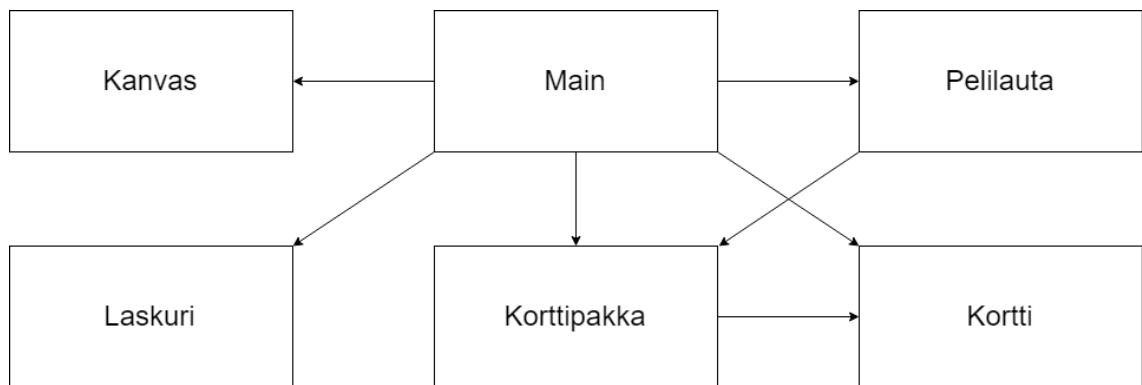 Kanvas
Main
Pelilauta
Laskuri
Korttipakka
Kortti